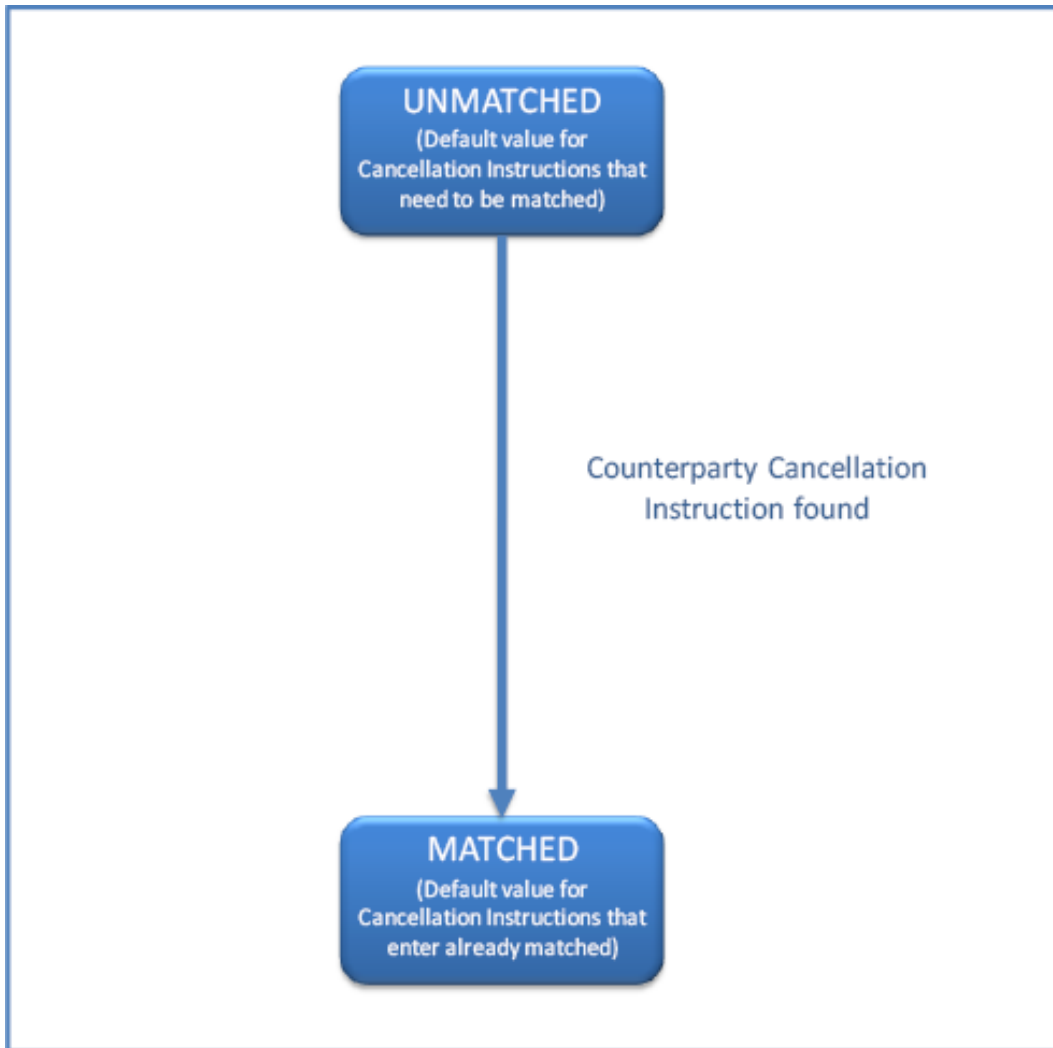 UNMATCHED
(Default value for
Cancellation Instructions that
need to be matched)
Counterparty Cancellation
Instruction found
MATCHED
(Default value for
Cancellation Instructions that
enter already matched)